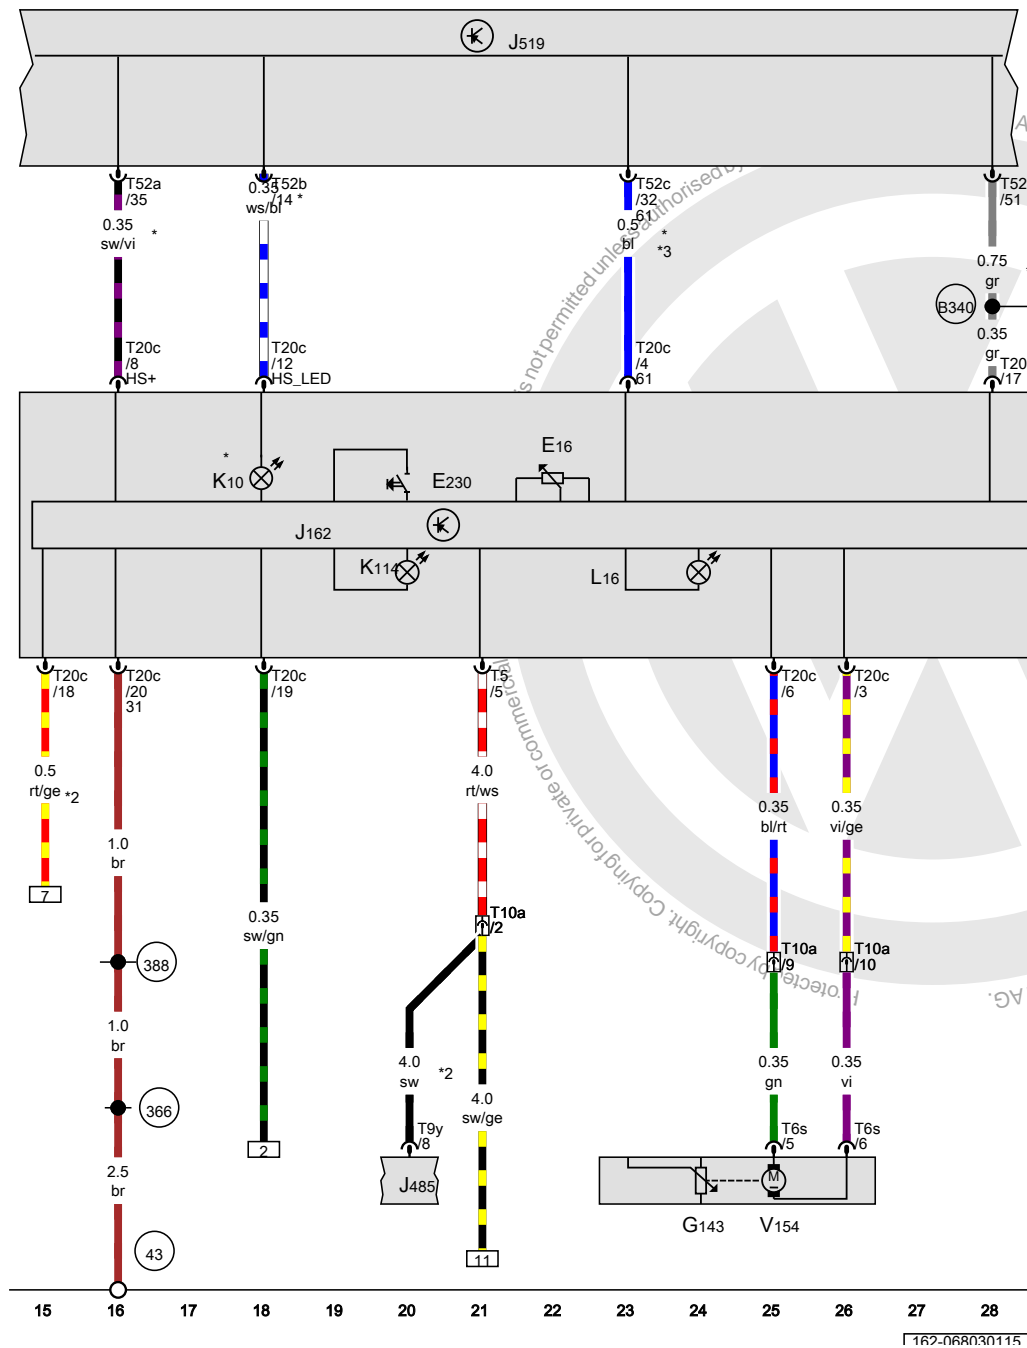 J519
T52a
/35
0.35
sw/vi
*
T20c
/8
HS+
T52b
/14 *
0.35
ws/bl
T20c
/12
HS_LED
T52c
/32
61
0.5
bl
*
*3
T20c
/4
61
T52
/51
0.75
gr
B340
0.35
gr
T20
/17
*
K10
E230
E16
J162
K114
L16
T20c
/18
T20c
/20
31
T20c
/19
T5
/5
T20c
/6
T20c
/3
0.5
rt/ge
*2
7
1.0
br
388
1.0
br
366
2.5
br
43
0.35
sw/gn
2
4.0
rt/ws
T10a
/2
4.0
sw
*2
T9y
/8
J485
4.0
sw/ge
11
0.35
bl/rt
T10a
/9
0.35
gn
T6s
/5
0.35
vi/ge
T10a
/10
0.35
vi
T6s
/6
M
G143
V154
15 16 17 18 19 20 21 22 23 24 25 26 27 28
162-068030115
is not permitted unless authorised by
Protected by copyright. Copying for private or commercial
AG.